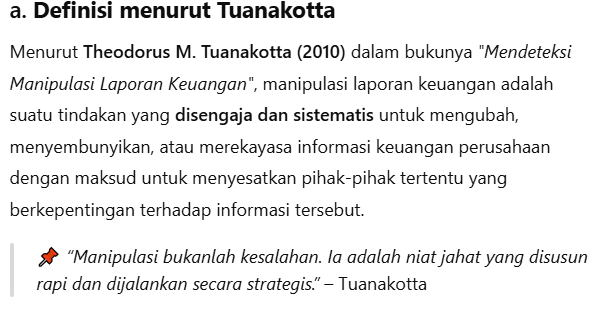 a. Definisi menurut Tuanakotta
Menurut Theodorus M. Tuanakotta (2010) dalam bukunya "Mendeteksi
Manipulasi Laporan Keuangan", manipulasi laporan keuangan adalah
suatu tindakan yang disengaja dan sistematis untuk mengubah,
menyembunyikan, atau merekayasa informasi keuangan perusahaan
dengan maksud untuk menyesatkan pihak-pihak tertentu yang
berkepentingan terhadap informasi tersebut.
📌 “Manipulasi bukanlah kesalahan. Ia adalah niat jahat yang disusun
rapi dan dijalankan secara strategis.” – Tuanakotta